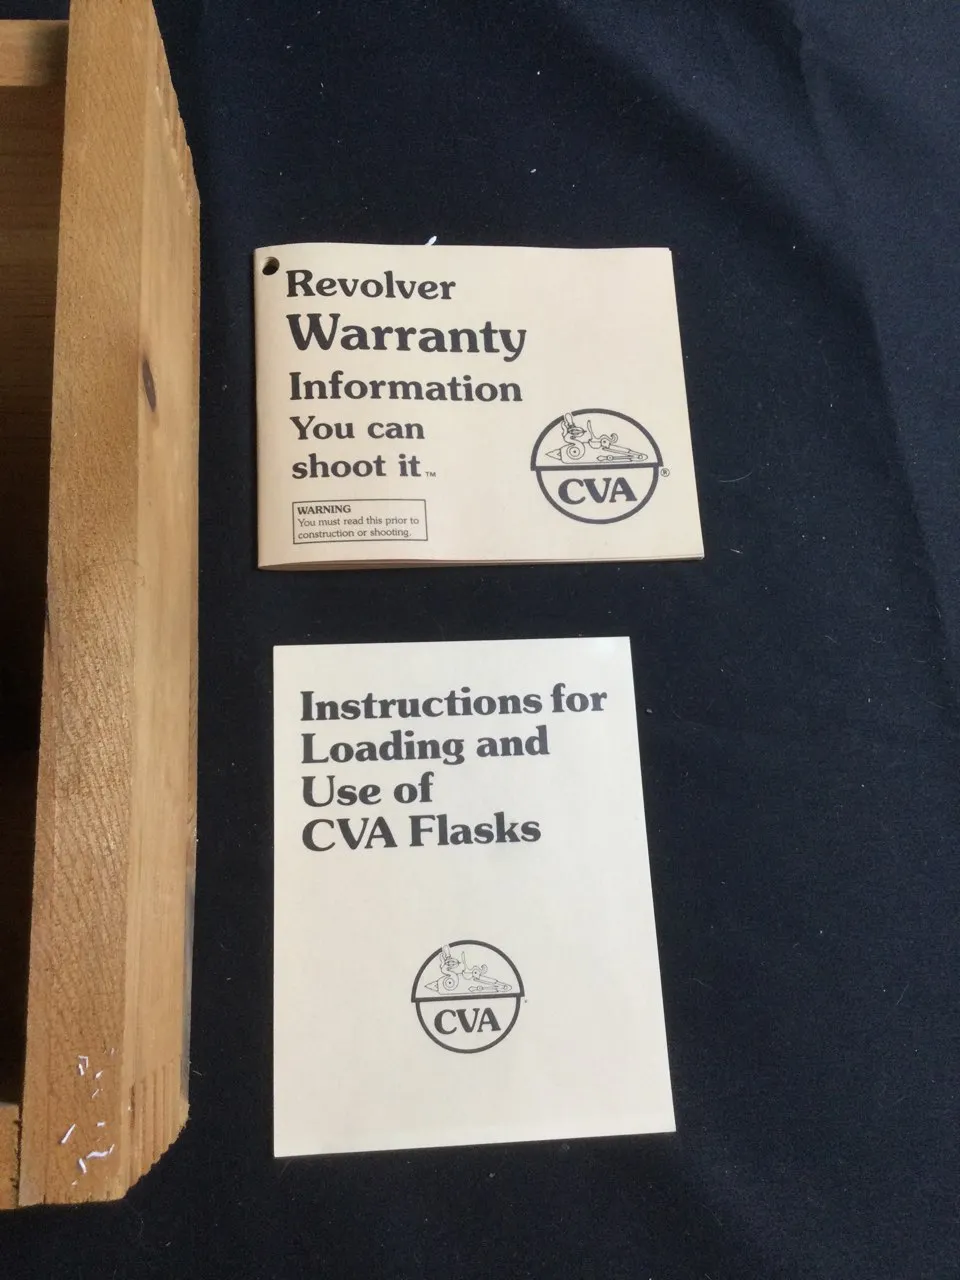 Revolver
Warranty
Information
You can
shoot it™
WARNING
You must read this prior to
construction or shooting.
CVA®
Instructions for
Loading and
Use of
CVA Flasks
CVA